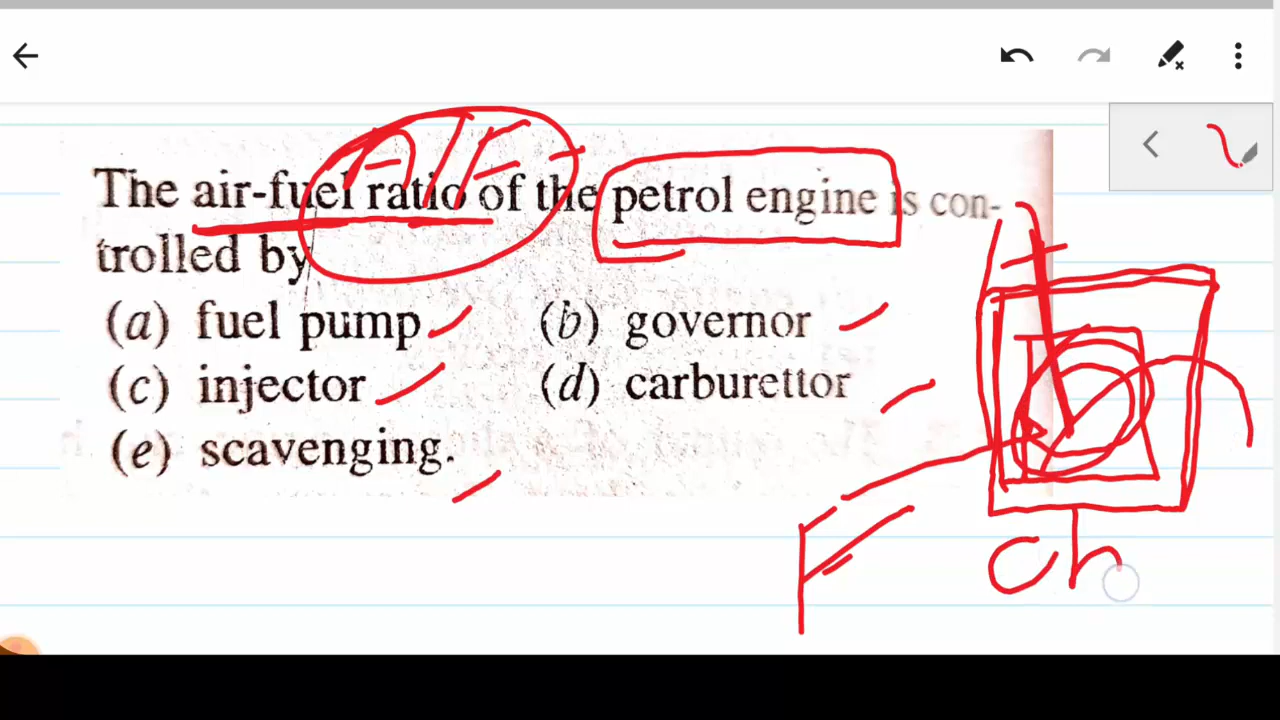 A/F
The air-fuel ratio of the petrol engine is con-
trolled by
(a) fuel pump (b) governor
(c) injector (d) carburettor
(e) scavenging.
A
F
Ch